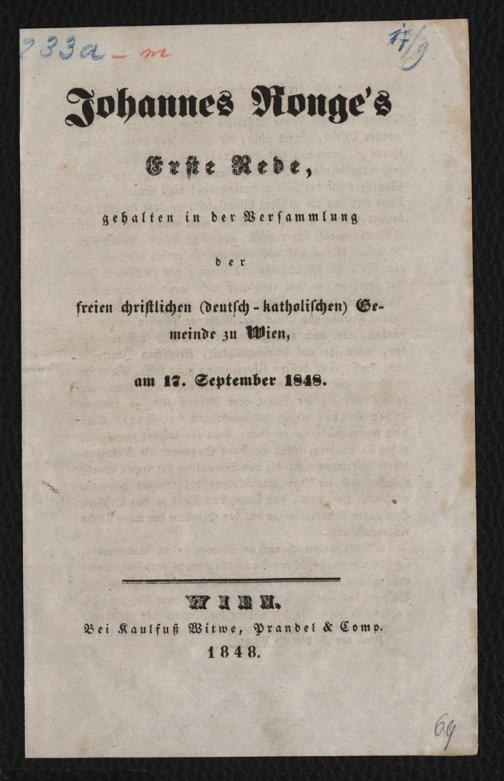 233a - m
17/9
Johannes Ronge's
Erste Rede,
gehalten in der Versammlung
der
freien christlichen (deutsch-katholischen) Ge-
meinde zu Wien,
am 17. September 1848.
WIEN.
Bei Kaulfuß Witwe, Prandel & Comp.
1848.